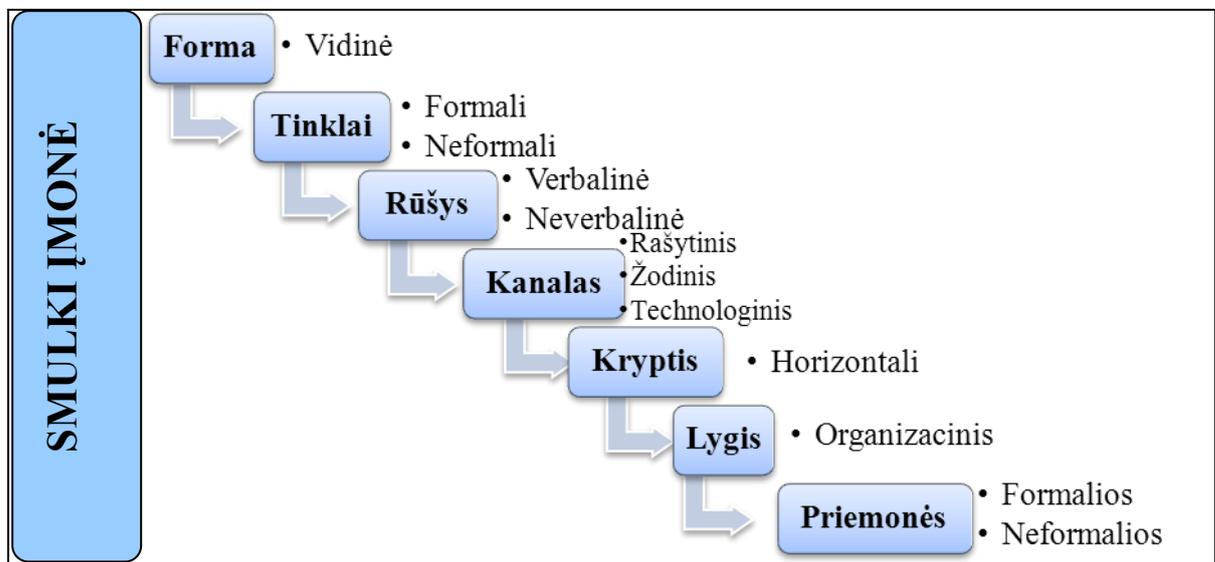 SMULKI ĮMONĖ
Forma
• Vidinė
Tinklai
• Formali
• Neformali
Rūšys
• Verbalinė
• Neverbalinė
Kanalas
•Rašytinis
•Žodinis
•Technologinis
Kryptis
• Horizontali
Lygis
• Organizacinis
Priemonės
• Formalios
• Neformalios